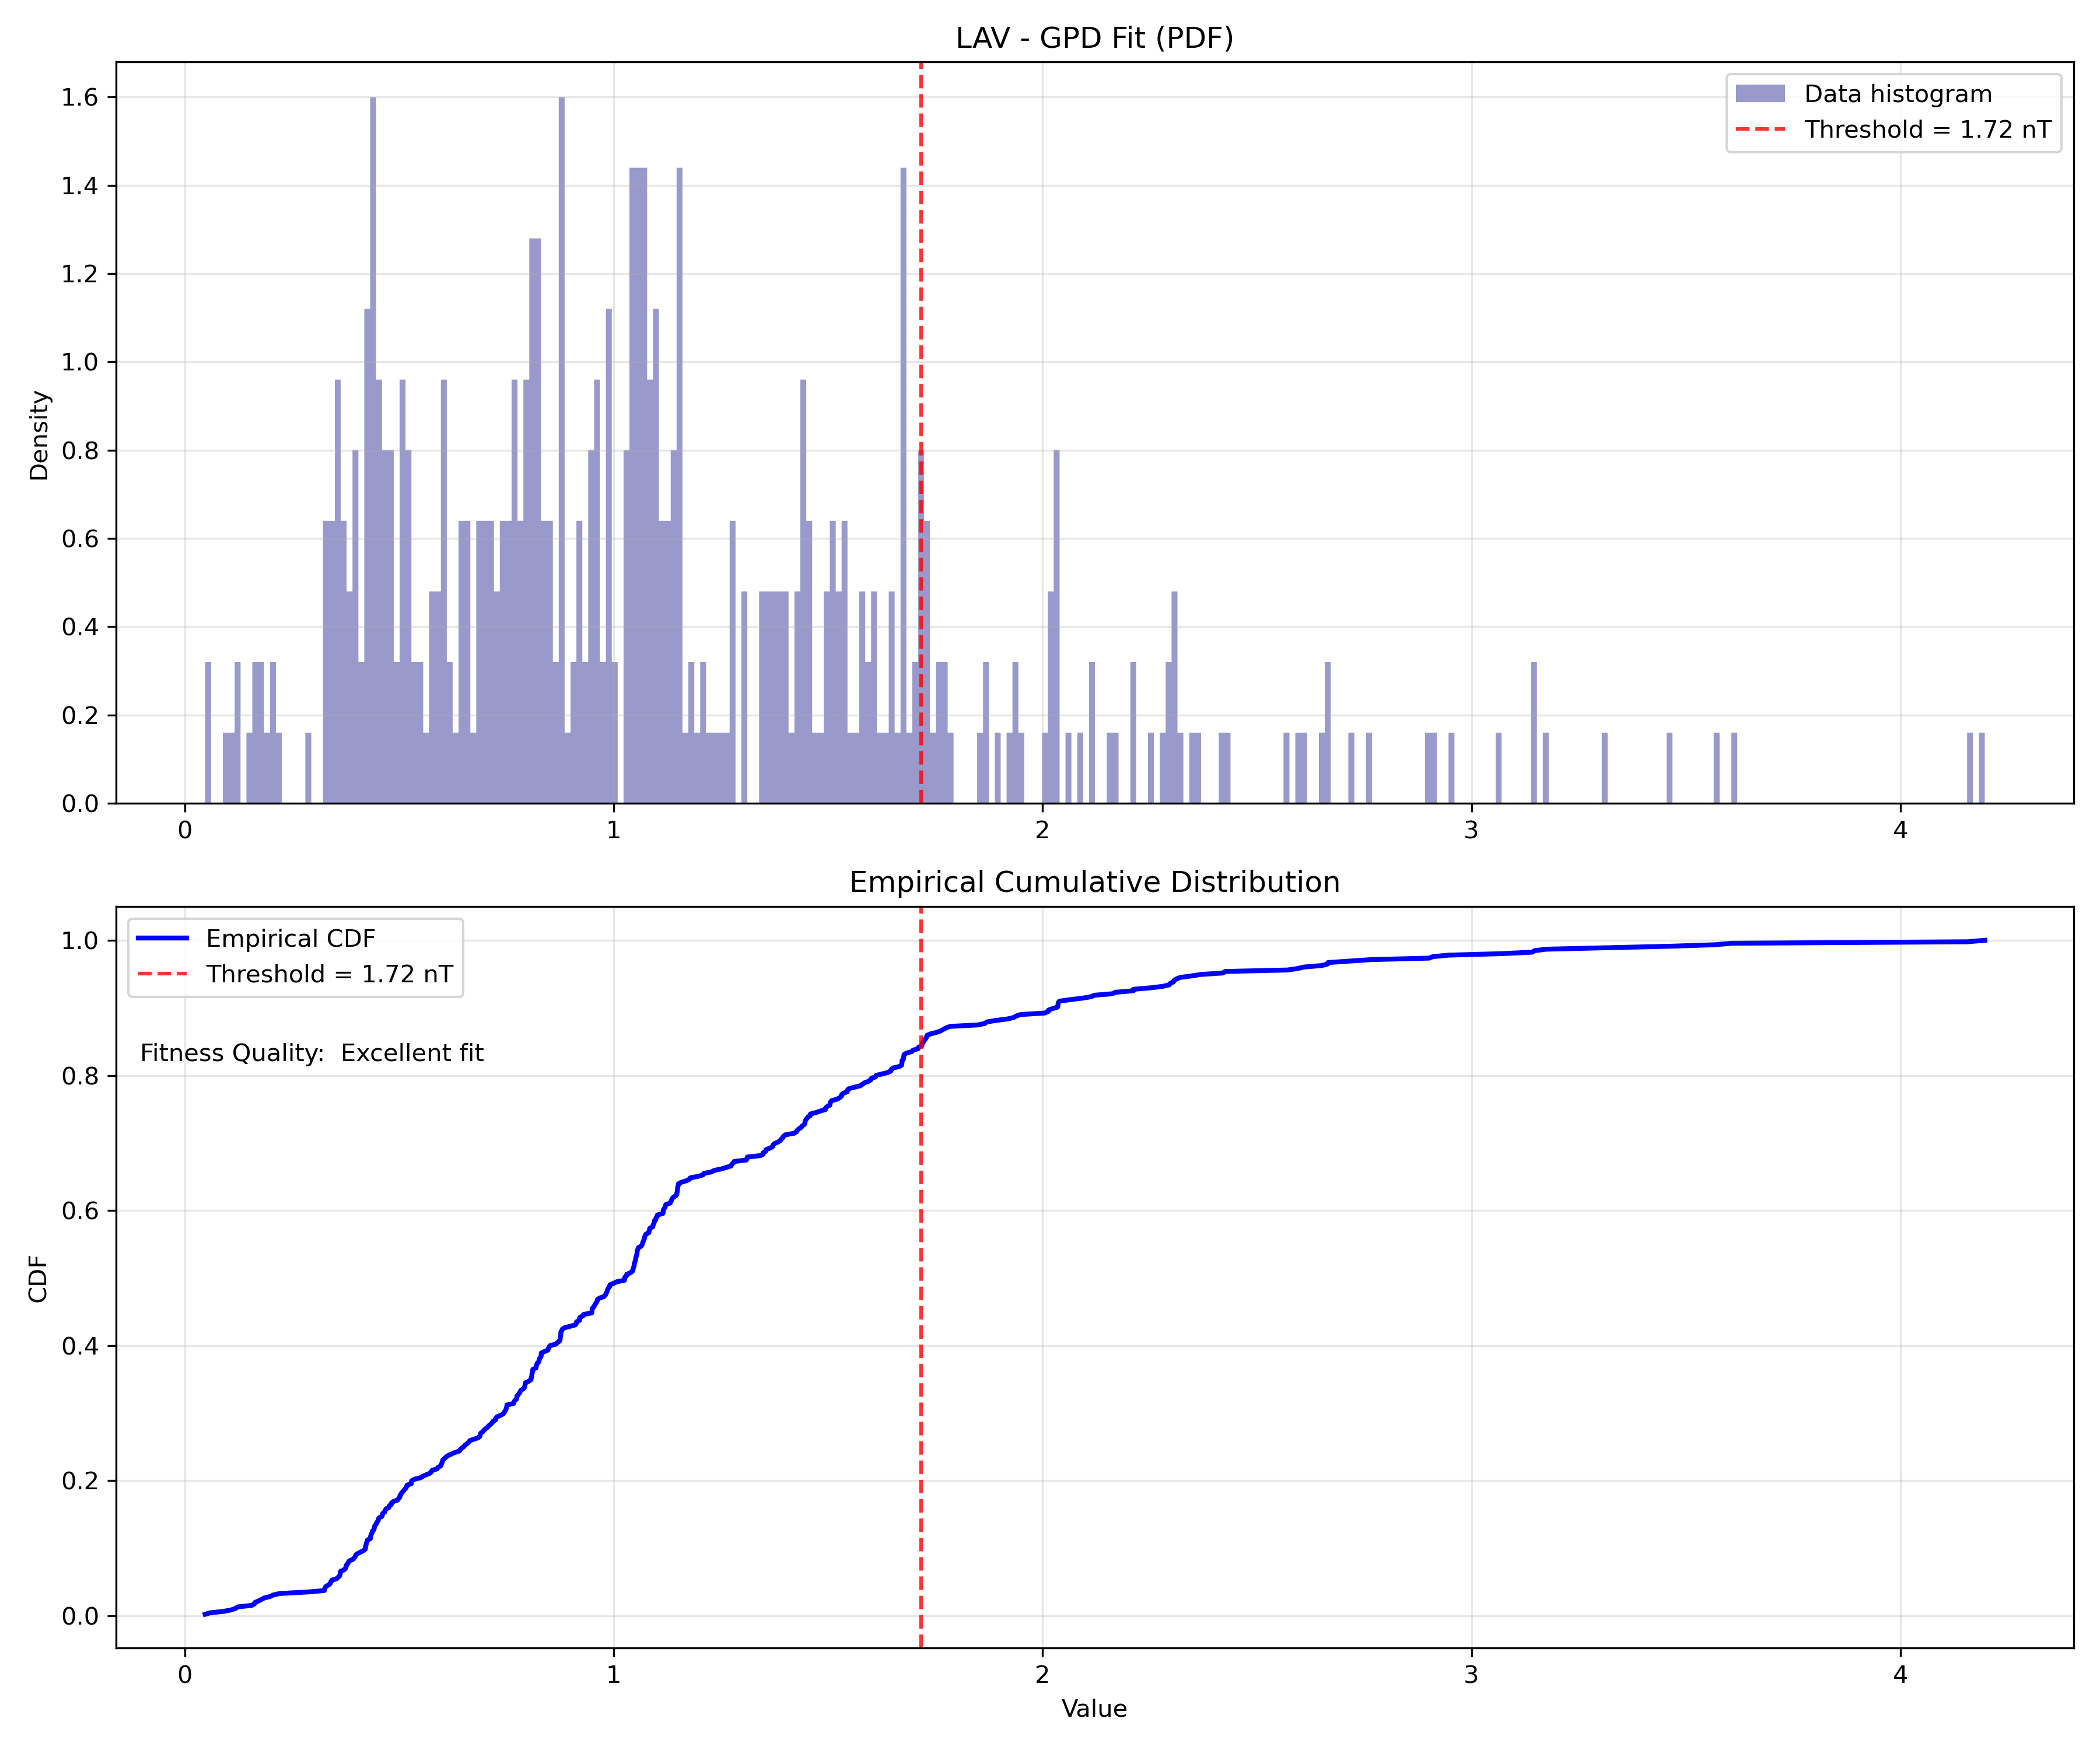 LAV - GPD Fit (PDF)
Data histogram
Threshold = 1.72 nT
Density
1.6
1.4
1.2
1.0
0.8
0.6
0.4
0.2
0.0
0 1 2 3 4
Empirical Cumulative Distribution
Empirical CDF
Threshold = 1.72 nT
Fitness Quality:  Excellent fit
CDF
1.0
0.8
0.6
0.4
0.2
0.0
0 1 2 3 4
Value